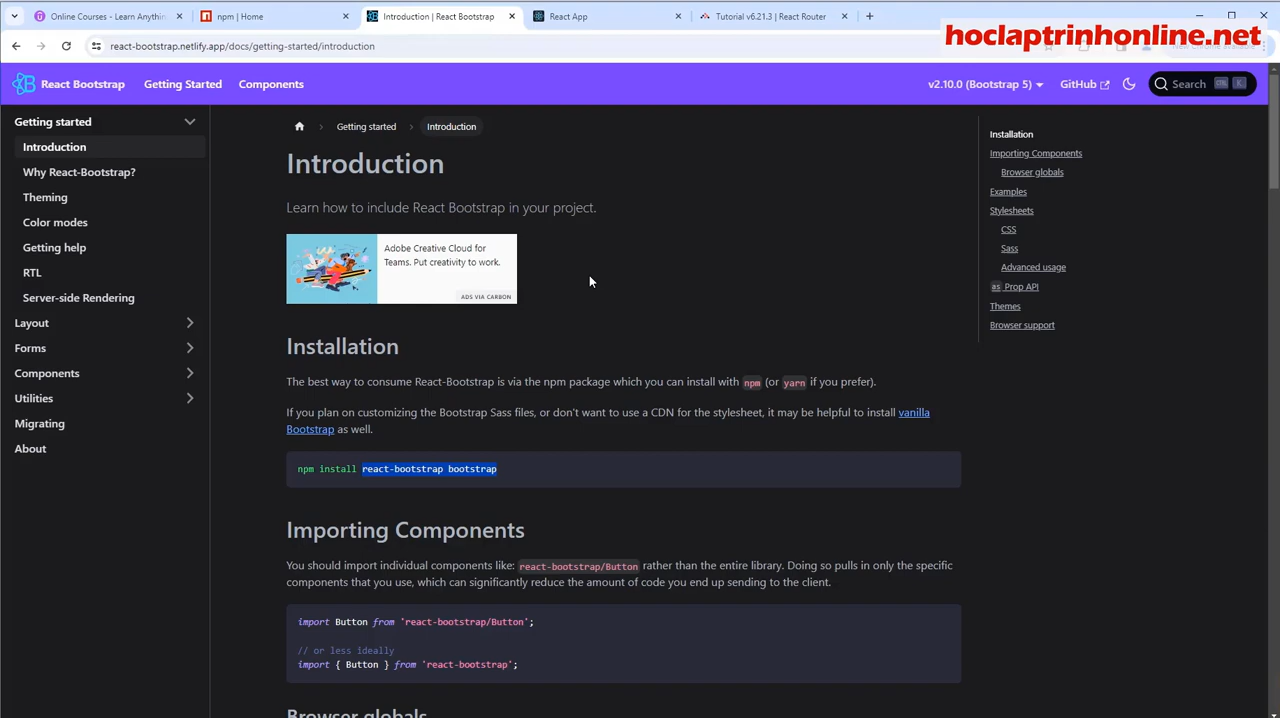 Online Courses - Learn Anythin
npm | Home
Introduction | React Bootstrap
React App
Tutorial v6.21.3 | React Router
react-bootstrap.netlify.app/docs/getting-started/introduction
hoclaptrinhonline.net
React Bootstrap
Getting Started
Components
v2.10.0 (Bootstrap 5)
GitHub
Search
Getting started
Introduction
Why React-Bootstrap?
Theming
Color modes
Getting help
RTL
Server-side Rendering
Layout
Forms
Components
Utilities
Migrating
About
Getting started
Introduction
Introduction
Learn how to include React Bootstrap in your project.
Adobe Creative Cloud for
Teams. Put creativity to work.
ADS VIA CARBON
Installation
The best way to consume React-Bootstrap is via the npm package which you can install with npm (or yarn if you prefer).
If you plan on customizing the Bootstrap Sass files, or don't want to use a CDN for the stylesheet, it may be helpful to install vanilla
Bootstrap as well.
npm install react-bootstrap bootstrap
Importing Components
You should import individual components like: react-bootstrap/Button rather than the entire library. Doing so pulls in only the specific
components that you use, which can significantly reduce the amount of code you end up sending to the client.
import Button from 'react-bootstrap/Button';
// or less ideally
import { Button } from 'react-bootstrap';
Browser globals
Installation
Importing Components
Browser globals
Examples
Stylesheets
CSS
Sass
Advanced usage
as Prop API
Themes
Browser support